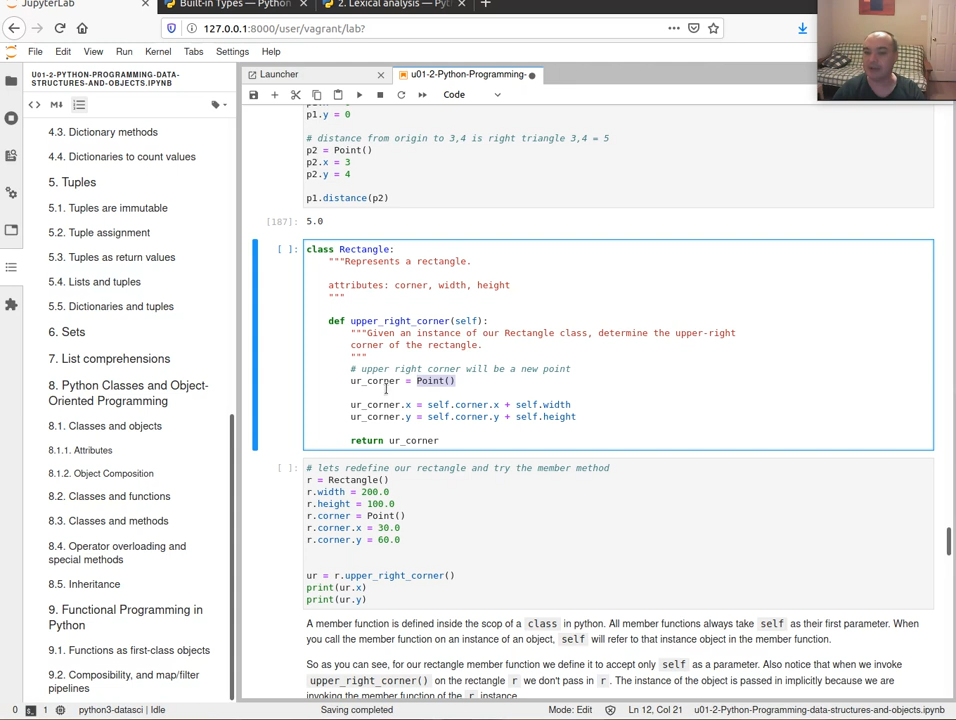 JupyterLab
Built-in Types — Python
2. Lexical analysis — Pyt
127.0.0.1:8000/user/vagrant/lab?
File Edit View Run Kernel Tabs Settings Help
U01-2-PYTHON-PROGRAMMING-DATA-
STRUCTURES-AND-OBJECTS.IPYNB
4.3. Dictionary methods
4.4. Dictionaries to count values
5. Tuples
5.1. Tuples are immutable
5.2. Tuple assignment
5.3. Tuples as return values
5.4. Lists and tuples
5.5. Dictionaries and tuples
6. Sets
7. List comprehensions
8. Python Classes and Object-
Oriented Programming
8.1. Classes and objects
8.1.1. Attributes
8.1.2. Object Composition
8.2. Classes and functions
8.3. Classes and methods
8.4. Operator overloading and
special methods
8.5. Inheritance
9. Functional Programming in
Python
9.1. Functions as first-class objects
9.2. Composibility, and map/filter
pipelines
Launcher
u01-2-Python-Programming-
Code
p1.y = 0
# distance from origin to 3,4 is right triangle 3,4 = 5
p2 = Point()
p2.x = 3
p2.y = 4
p1.distance(p2)
[187]: 5.0
[ ]: class Rectangle:
"""Represents a rectangle.
attributes: corner, width, height
"""
def upper_right_corner(self):
"""Given an instance of our Rectangle class, determine the upper-right
corner of the rectangle.
"""
# upper right corner will be a new point
ur_corner = Point()
ur_corner.x = self.corner.x + self.width
ur_corner.y = self.corner.y + self.height
return ur_corner
[ ]: # lets redefine our rectangle and try the member method
r = Rectangle()
r.width = 200.0
r.height = 100.0
r.corner = Point()
r.corner.x = 30.0
r.corner.y = 60.0
ur = r.upper_right_corner()
print(ur.x)
print(ur.y)
A member function is defined inside the scop of a class in python. All member functions always take self as their first parameter. When
you call the member function on an instance of an object, self will refer to that instance object in the member function.
So as you can see, for our rectangle member function we define it to accept only self as a parameter. Also notice that when we invoke
upper_right_corner() on the rectangle r we don't pass in r. The instance of the object is passed in implicitly because we are
invoking the member function of the r instance.
0 1 python3-datasci | Idle Saving completed Mode: Edit Ln 12, Col 21 u01-2-Python-Programming-data-structures-and-objects.ipynb